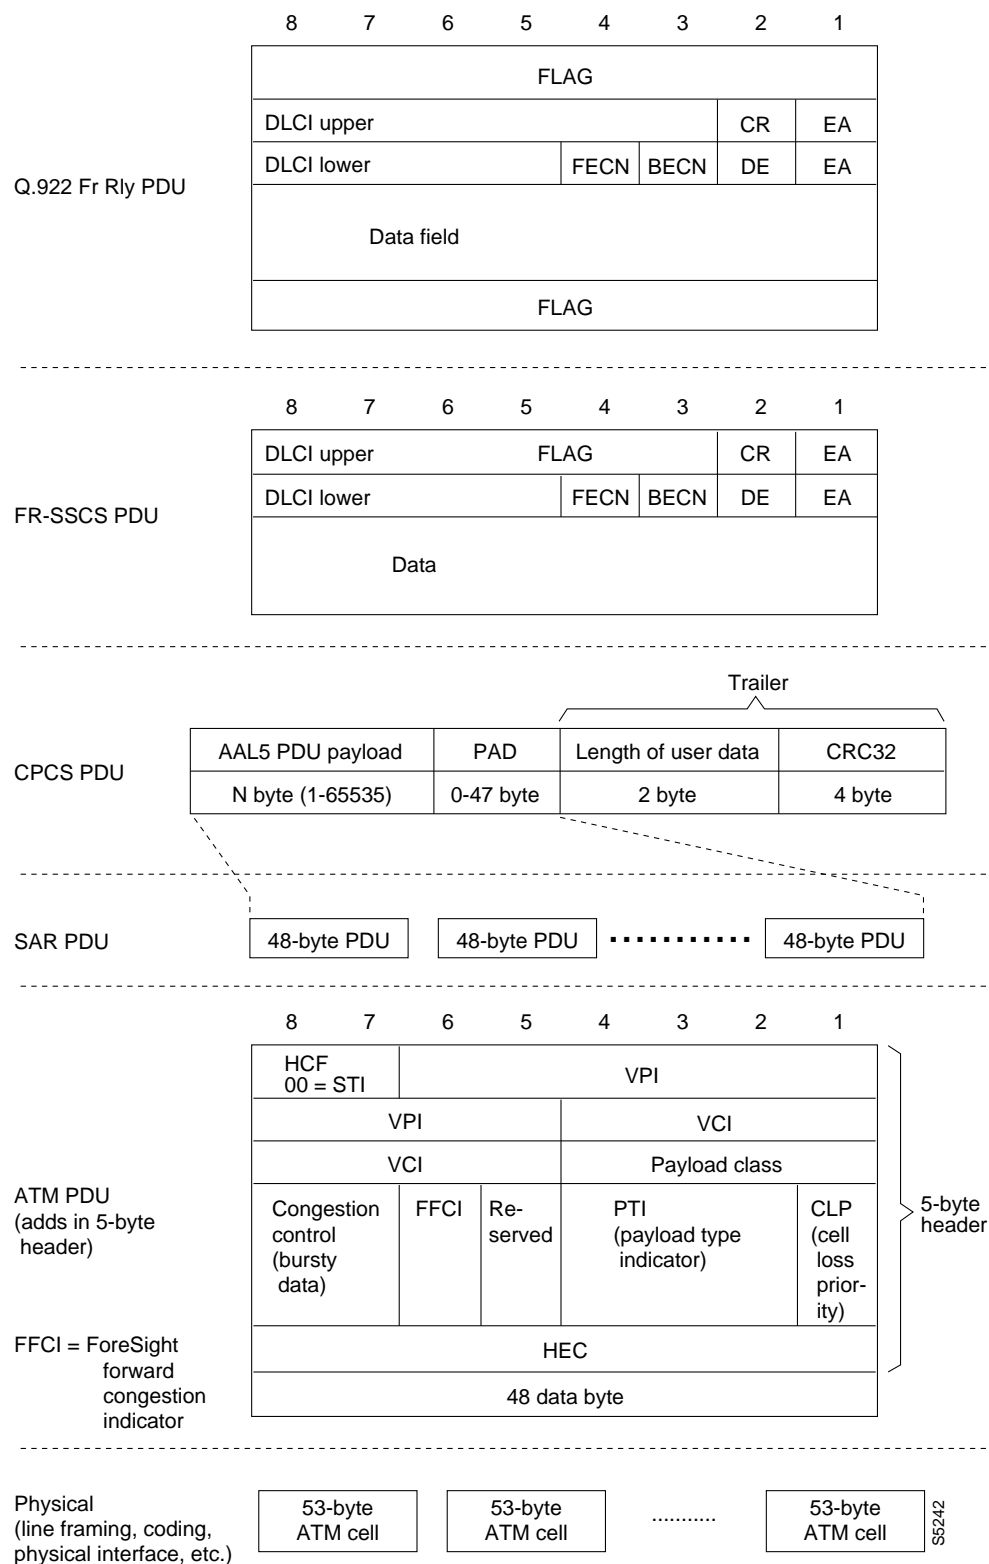 8 7 6 5 4 3 2 1
FLAG
DLCI upper CR EA
DLCI lower FECN BECN DE EA
Q.922 Fr Rly PDU
Data field
FLAG
8 7 6 5 4 3 2 1
DLCI upper FLAG CR EA
DLCI lower FECN BECN DE EA
FR-SSCS PDU
Data
Trailer
CPCS PDU
AAL5 PDU payload PAD Length of user data CRC32
N byte (1-65535) 0-47 byte 2 byte 4 byte
SAR PDU
48-byte PDU 48-byte PDU ........... 48-byte PDU
8 7 6 5 4 3 2 1
HCF
00 = STI
VPI
VPI VCI
VCI Payload class
ATM PDU
(adds in 5-byte
header)
Congestion
control
(bursty
data)
FFCI
Re-
served
PTI
(payload type
indicator)
CLP
(cell
loss
prior-
ity)
5-byte
header
HEC
48 data byte
FFCI = ForeSight
forward
congestion
indicator
Physical
(line framing, coding,
physical interface, etc.)
53-byte
ATM cell
53-byte
ATM cell
...........
53-byte
ATM cell
S5242